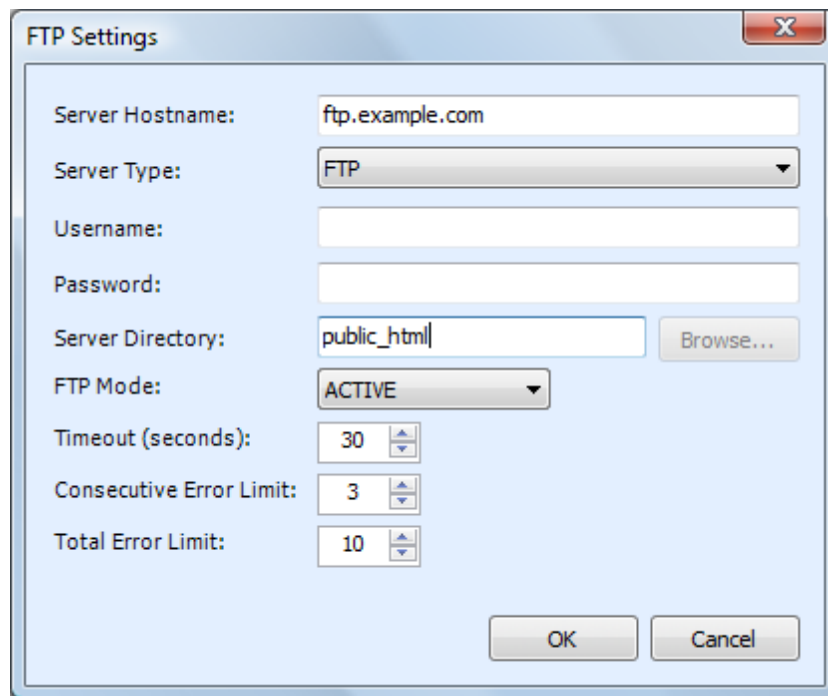 FTP Settings
Server Hostname: ftp.example.com
Server Type: FTP
Username:
Password:
Server Directory: public_html Browse...
FTP Mode: ACTIVE
Timeout (seconds): 30
Consecutive Error Limit: 3
Total Error Limit: 10
OK Cancel